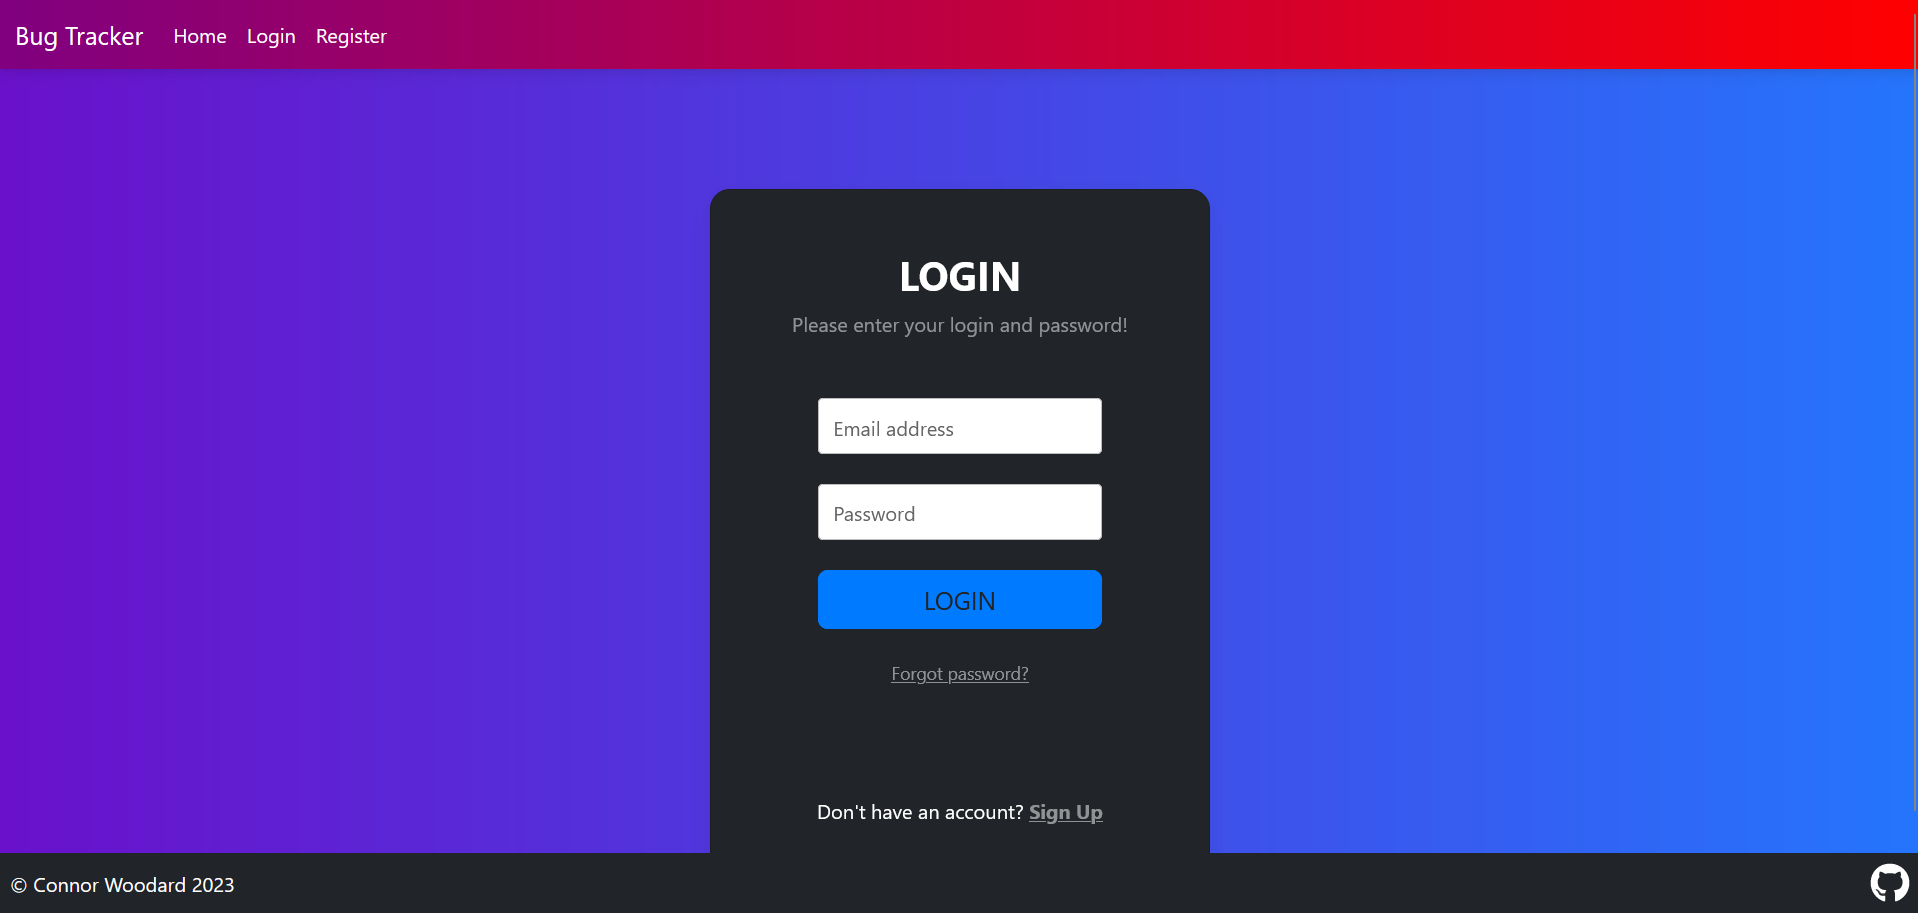 Bug Tracker Home Login Register
LOGIN
Please enter your login and password!
Email address
Password
LOGIN
Forgot password?
Don't have an account? Sign Up
© Connor Woodard 2023